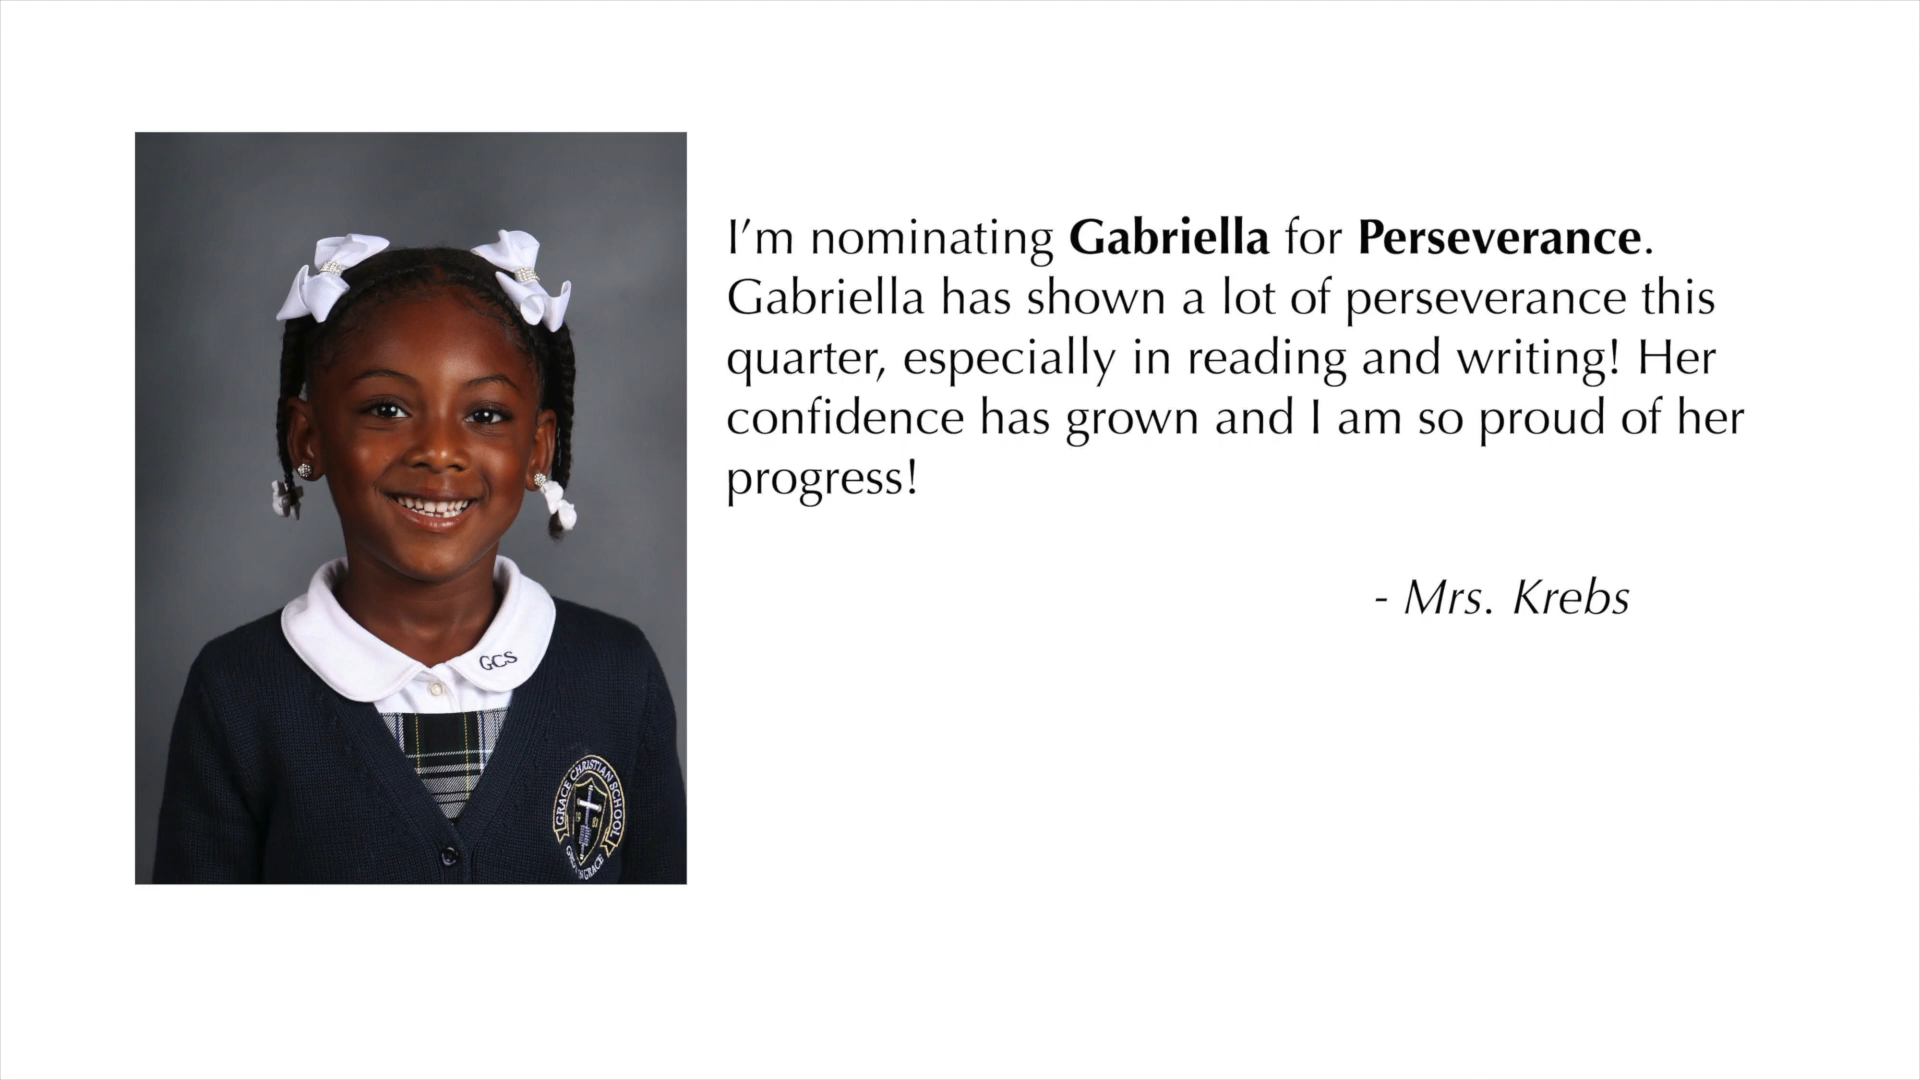 I’m nominating Gabriella for Perseverance.
Gabriella has shown a lot of perseverance this
quarter, especially in reading and writing! Her
confidence has grown and I am so proud of her
progress!
- Mrs. Krebs
GCS
GRACE CHRISTIAN SCHOOL
GRACE